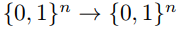 {0, 1}ⁿ → {0, 1}ⁿ